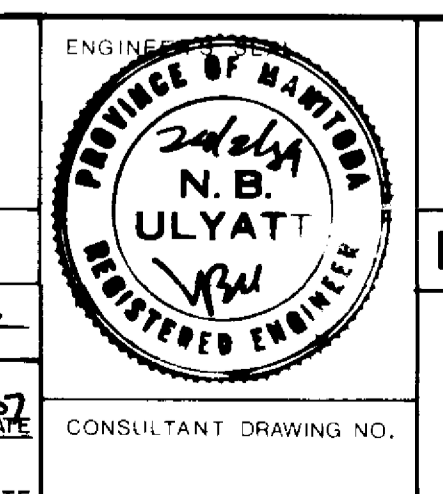 ENGINEER'S SEAL
PROVINCE OF MANITOBA
N. B.
ULYATT
REGISTERED ENGINEER
CONSULTANT DRAWING NO.